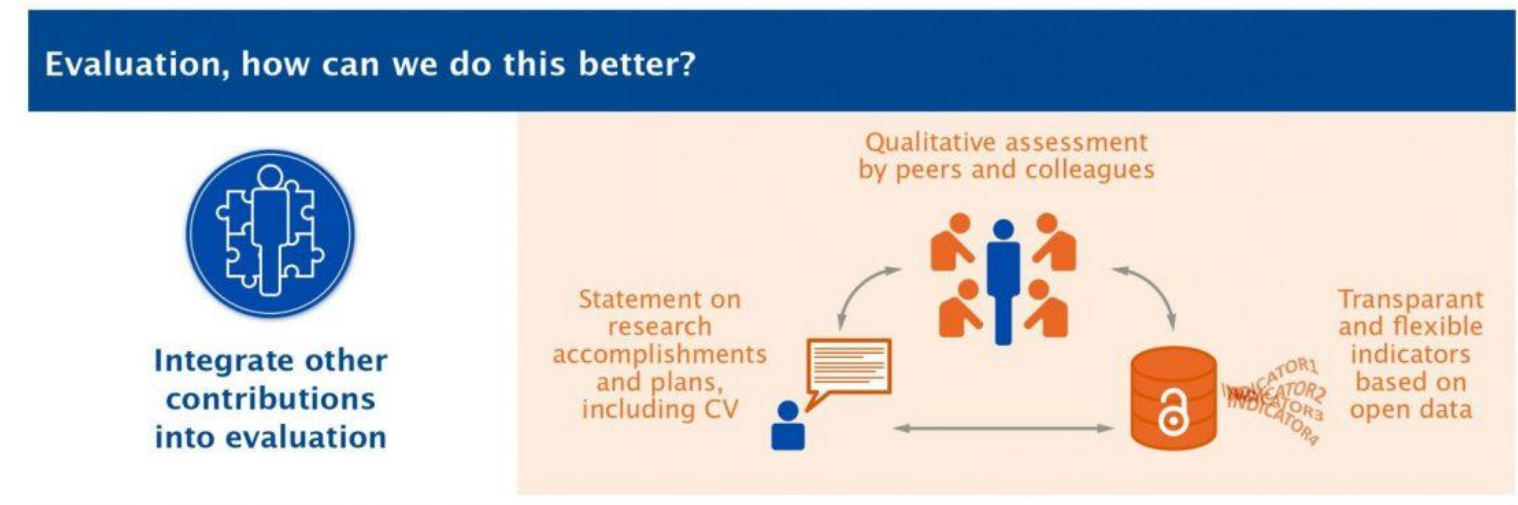 Evaluation, how can we do this better?
Integrate other
contributions
into evaluation
Qualitative assessment
by peers and colleagues
Statement on
research
accomplishments
and plans,
including CV
Transparant
and flexible
indicators
based on
open data
INDICATOR1
INDICATOR2
INDICATOR3
INDICATOR4